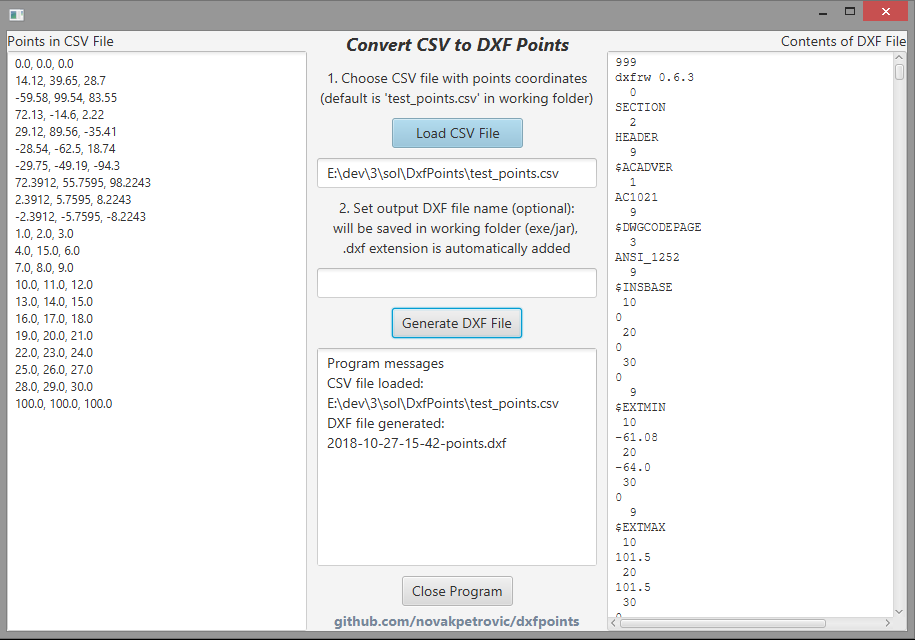 Points in CSV File
0.0, 0.0, 0.0
14.12, 39.65, 28.7
-59.58, 99.54, 83.55
72.13, -14.6, 2.22
29.12, 89.56, -35.41
-28.54, -62.5, 18.74
-29.75, -49.19, -94.3
72.3912, 55.7595, 98.2243
2.3912, 5.7595, 8.2243
-2.3912, -5.7595, -8.2243
1.0, 2.0, 3.0
4.0, 15.0, 6.0
7.0, 8.0, 9.0
10.0, 11.0, 12.0
13.0, 14.0, 15.0
16.0, 17.0, 18.0
19.0, 20.0, 21.0
22.0, 23.0, 24.0
25.0, 26.0, 27.0
28.0, 29.0, 30.0
100.0, 100.0, 100.0
Convert CSV to DXF Points
1. Choose CSV file with points coordinates
(default is 'test_points.csv' in working folder)
Load CSV File
E:\dev\3\sol\DxfPoints\test_points.csv
2. Set output DXF file name (optional):
will be saved in working folder (exe/jar),
.dxf extension is automatically added
Generate DXF File
Program messages
CSV file loaded:
E:\dev\3\sol\DxfPoints\test_points.csv
DXF file generated:
2018-10-27-15-42-points.dxf
Close Program
github.com/novakpetrovic/dxfpoints
Contents of DXF File
999
dxfrw 0.6.3
0
SECTION
2
HEADER
9
$ACADVER
1
AC1021
9
$DWGCODEPAGE
3
ANSI_1252
9
$INSBASE
10
0
20
0
30
0
9
$EXTMIN
10
-61.08
20
-64.0
30
0
9
$EXTMAX
10
101.5
20
101.5
30